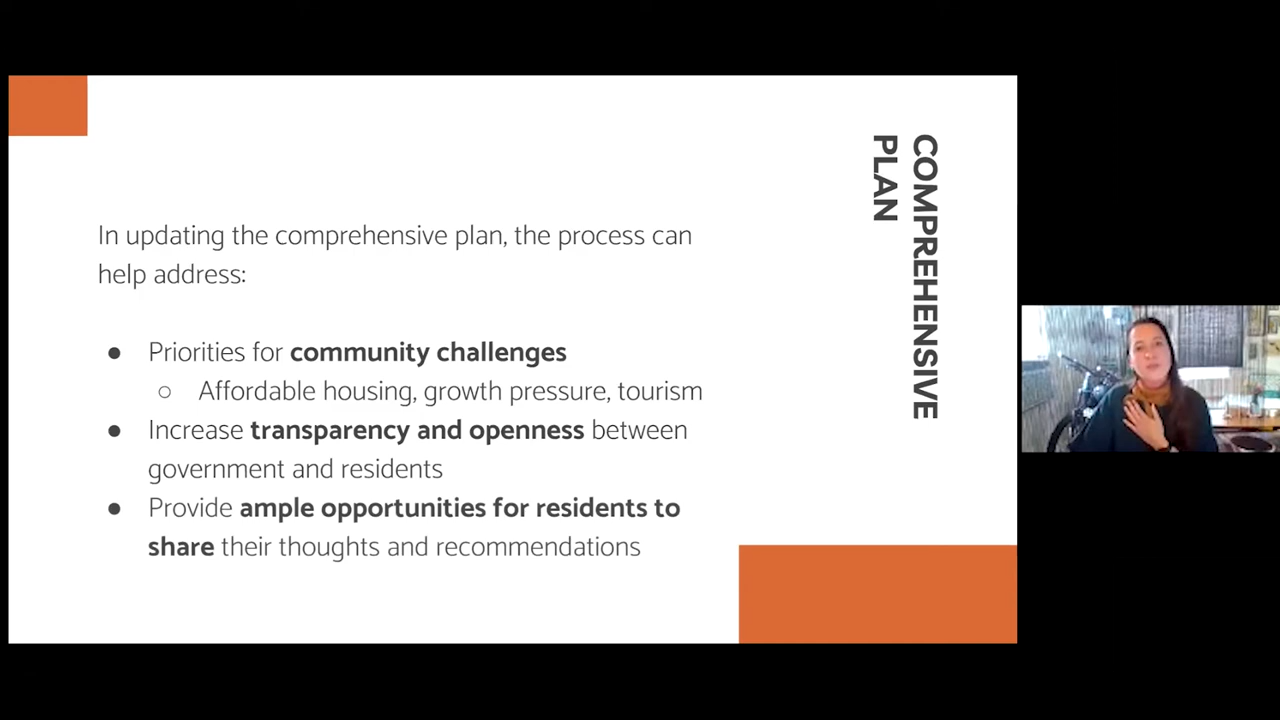 In updating the comprehensive plan, the process can
help address:
● Priorities for community challenges
○ Affordable housing, growth pressure, tourism
● Increase transparency and openness between
government and residents
● Provide ample opportunities for residents to
share their thoughts and recommendations
COMPREHENSIVE
PLAN